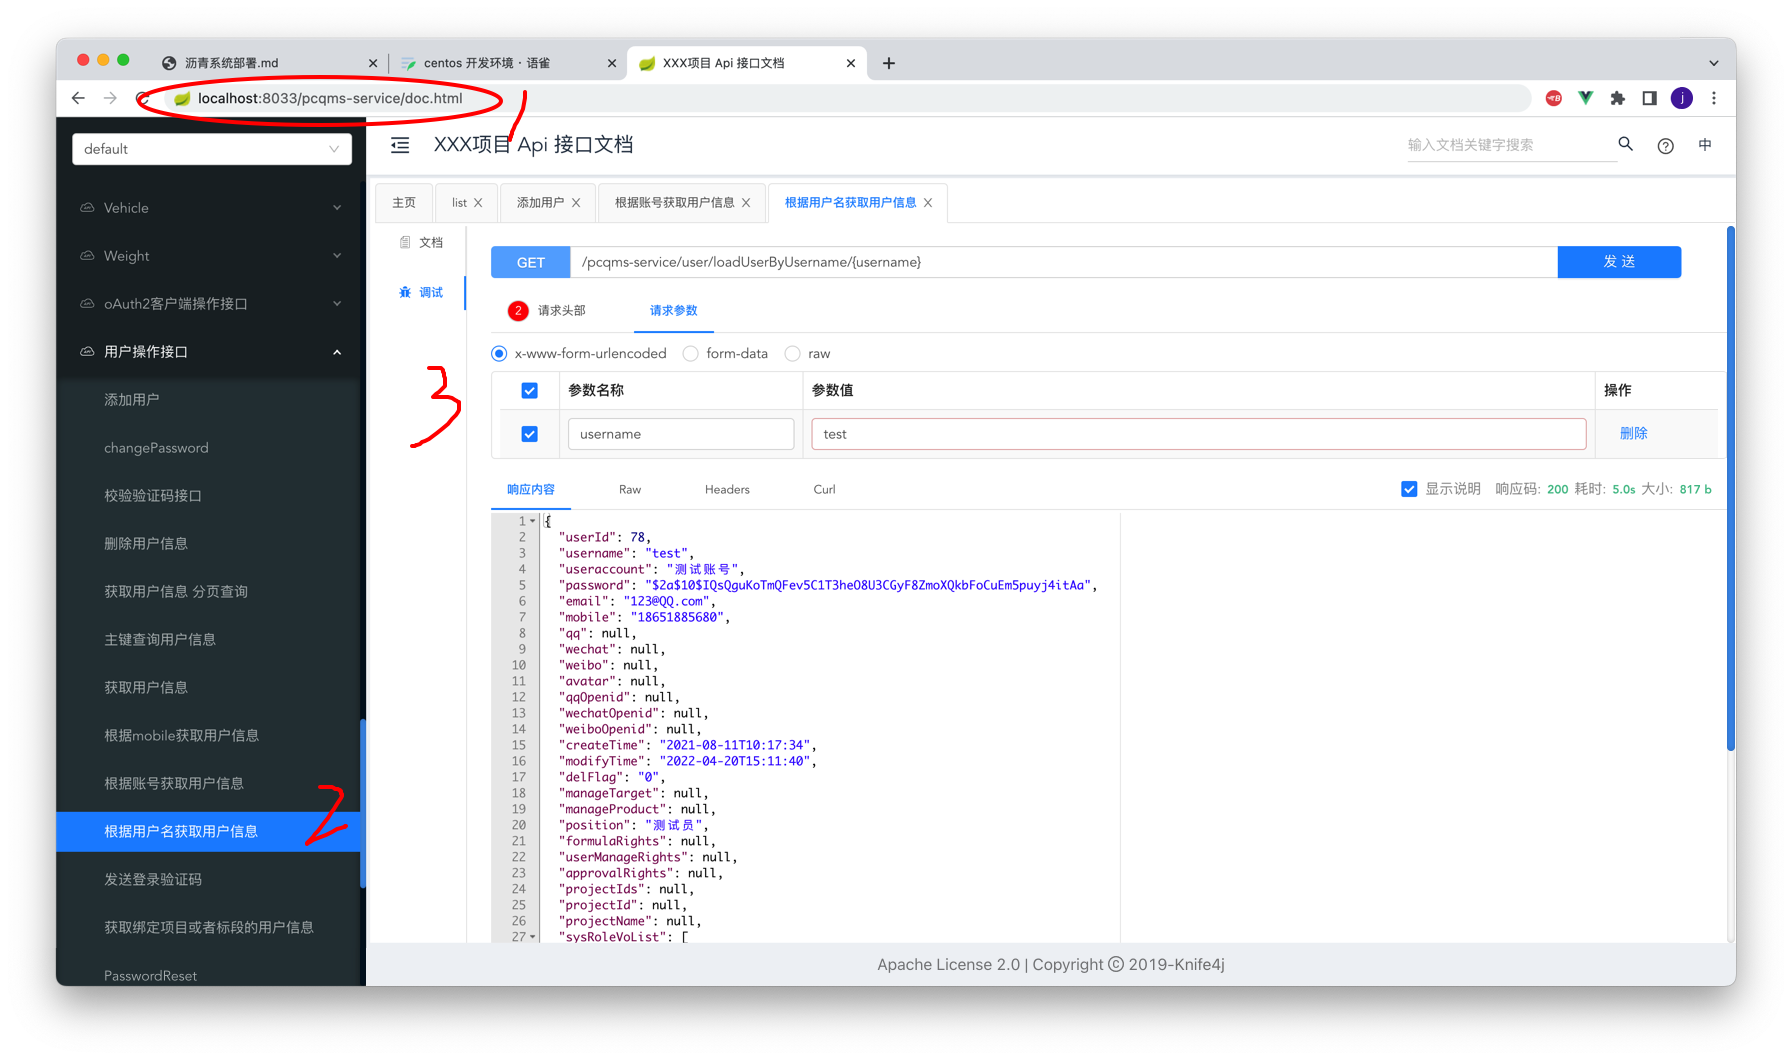 沥青系统部署.md
centos 开发环境 · 语雀
XXX项目 Api 接口文档
localhost:8033/pcqms-service/doc.html
j
1
default
XXX项目 Api 接口文档
输入文档关键字搜索
中
Vehicle
Weight
oAuth2客户端操作接口
用户操作接口
添加用户
changePassword
校验验证码接口
删除用户信息
获取用户信息 分页查询
主键查询用户信息
获取用户信息
根据mobile获取用户信息
根据账号获取用户信息
根据用户名获取用户信息
2
发送登录验证码
获取绑定项目或者标段的用户信息
PasswordReset
主页
list
添加用户
根据账号获取用户信息
根据用户名获取用户信息
文档
调试
3
GET /pcqms-service/user/loadUserByUsername/{username} 发 送
2 请求头部 请求参数
x-www-form-urlencoded form-data raw
参数名称 参数值 操作
username test 删除
响应内容 Raw Headers Curl 显示说明 响应码: 200 耗时: 5.0s 大小: 817 b
1 {
2 "userId": 78,
3 "username": "test",
4 "useraccount": "测试账号",
5 "password": "$2a$10$IQsQguKoTmQFev5C1T3heO8U3CGyF8ZmoXQkbFoCuEm5puyj4itAa",
6 "email": "123@QQ.com",
7 "mobile": "18651885680",
8 "qq": null,
9 "wechat": null,
10 "weibo": null,
11 "avatar": null,
12 "qqOpenid": null,
13 "wechatOpenid": null,
14 "weiboOpenid": null,
15 "createTime": "2021-08-11T10:17:34",
16 "modifyTime": "2022-04-20T15:11:40",
17 "delFlag": "0",
18 "manageTarget": null,
19 "manageProduct": null,
20 "position": "测试员",
21 "formulaRights": null,
22 "userManageRights": null,
23 "approvalRights": null,
24 "projectIds": null,
25 "projectId": null,
26 "projectName": null,
27 "sysRoleVoList": [
Apache License 2.0 | Copyright © 2019-Knife4j